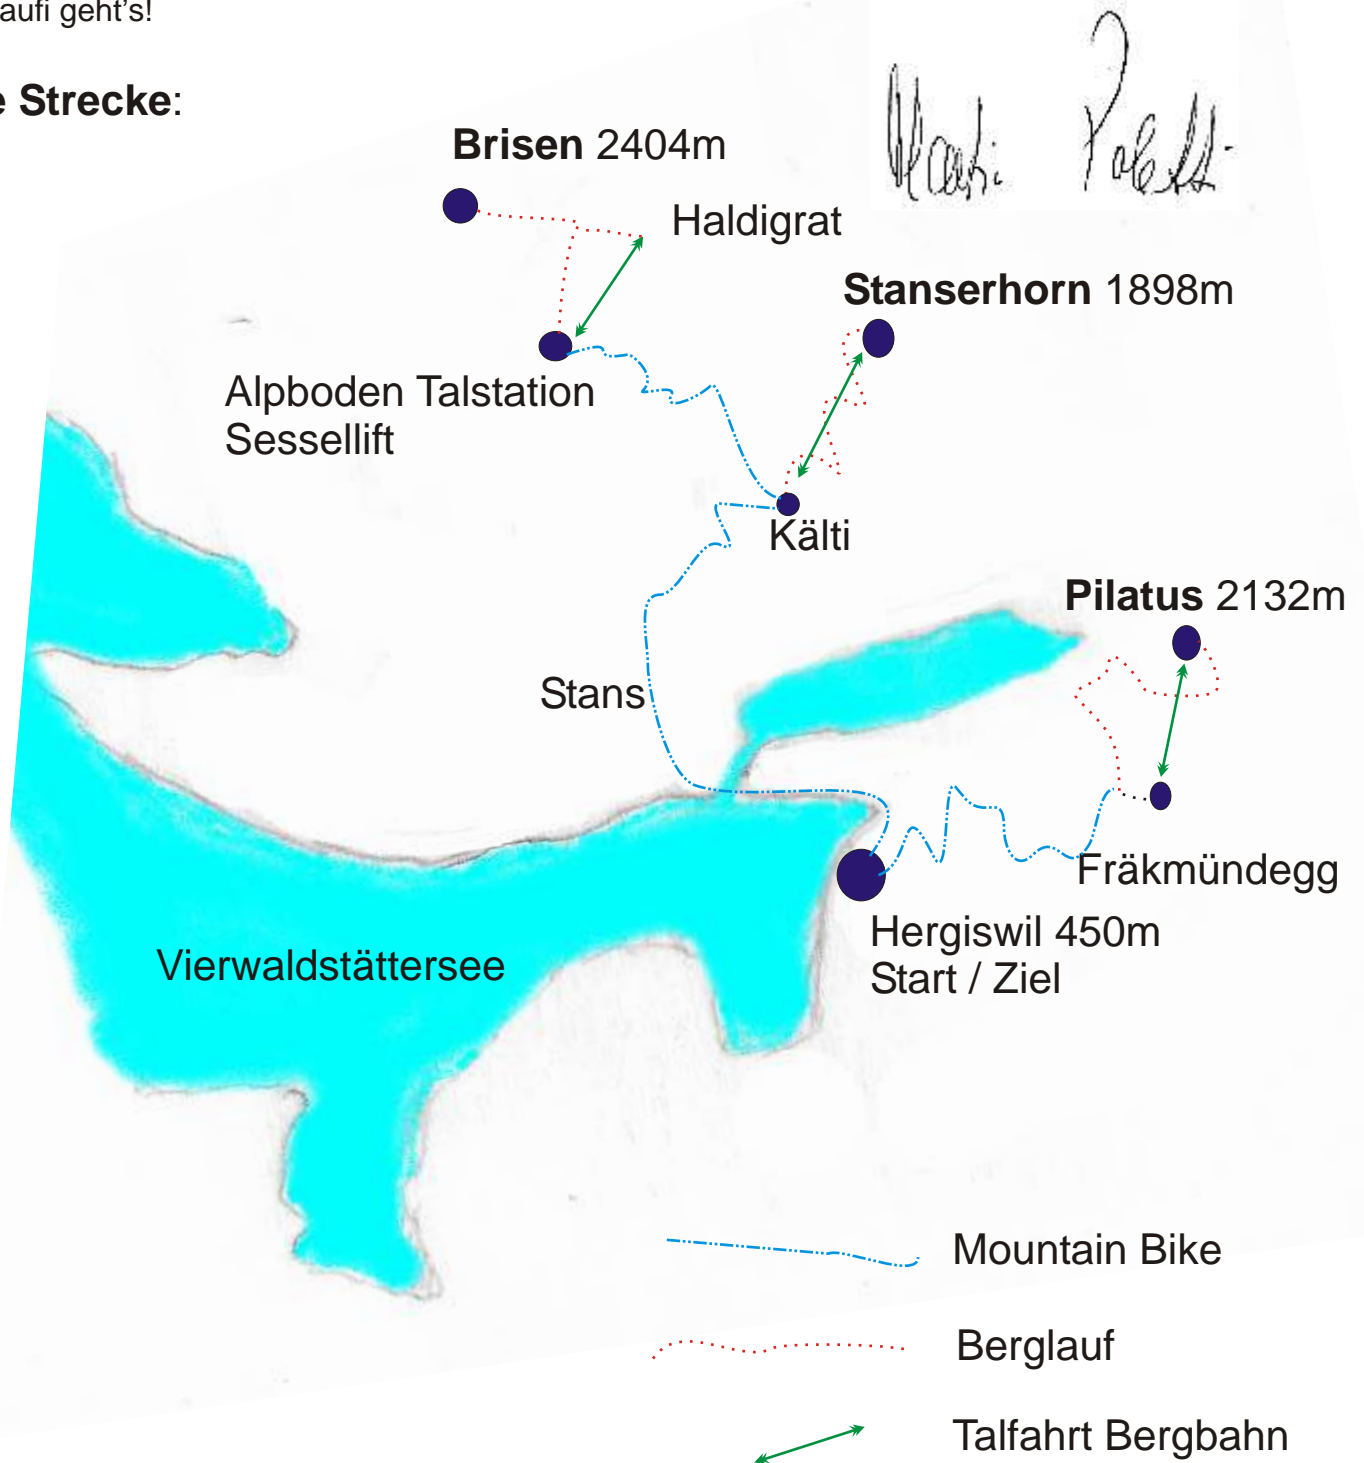 aufi geht's!
e Strecke:
Brisen 2404m
Haldigrat
Stanserhorn 1898m
Alpboden Talstation
Sessellift
Kälti
Pilatus 2132m
Stans
Fräkmündegg
Hergiswil 450m
Start / Ziel
Vierwaldstättersee
Mountain Bike
Berglauf
Talfahrt Bergbahn